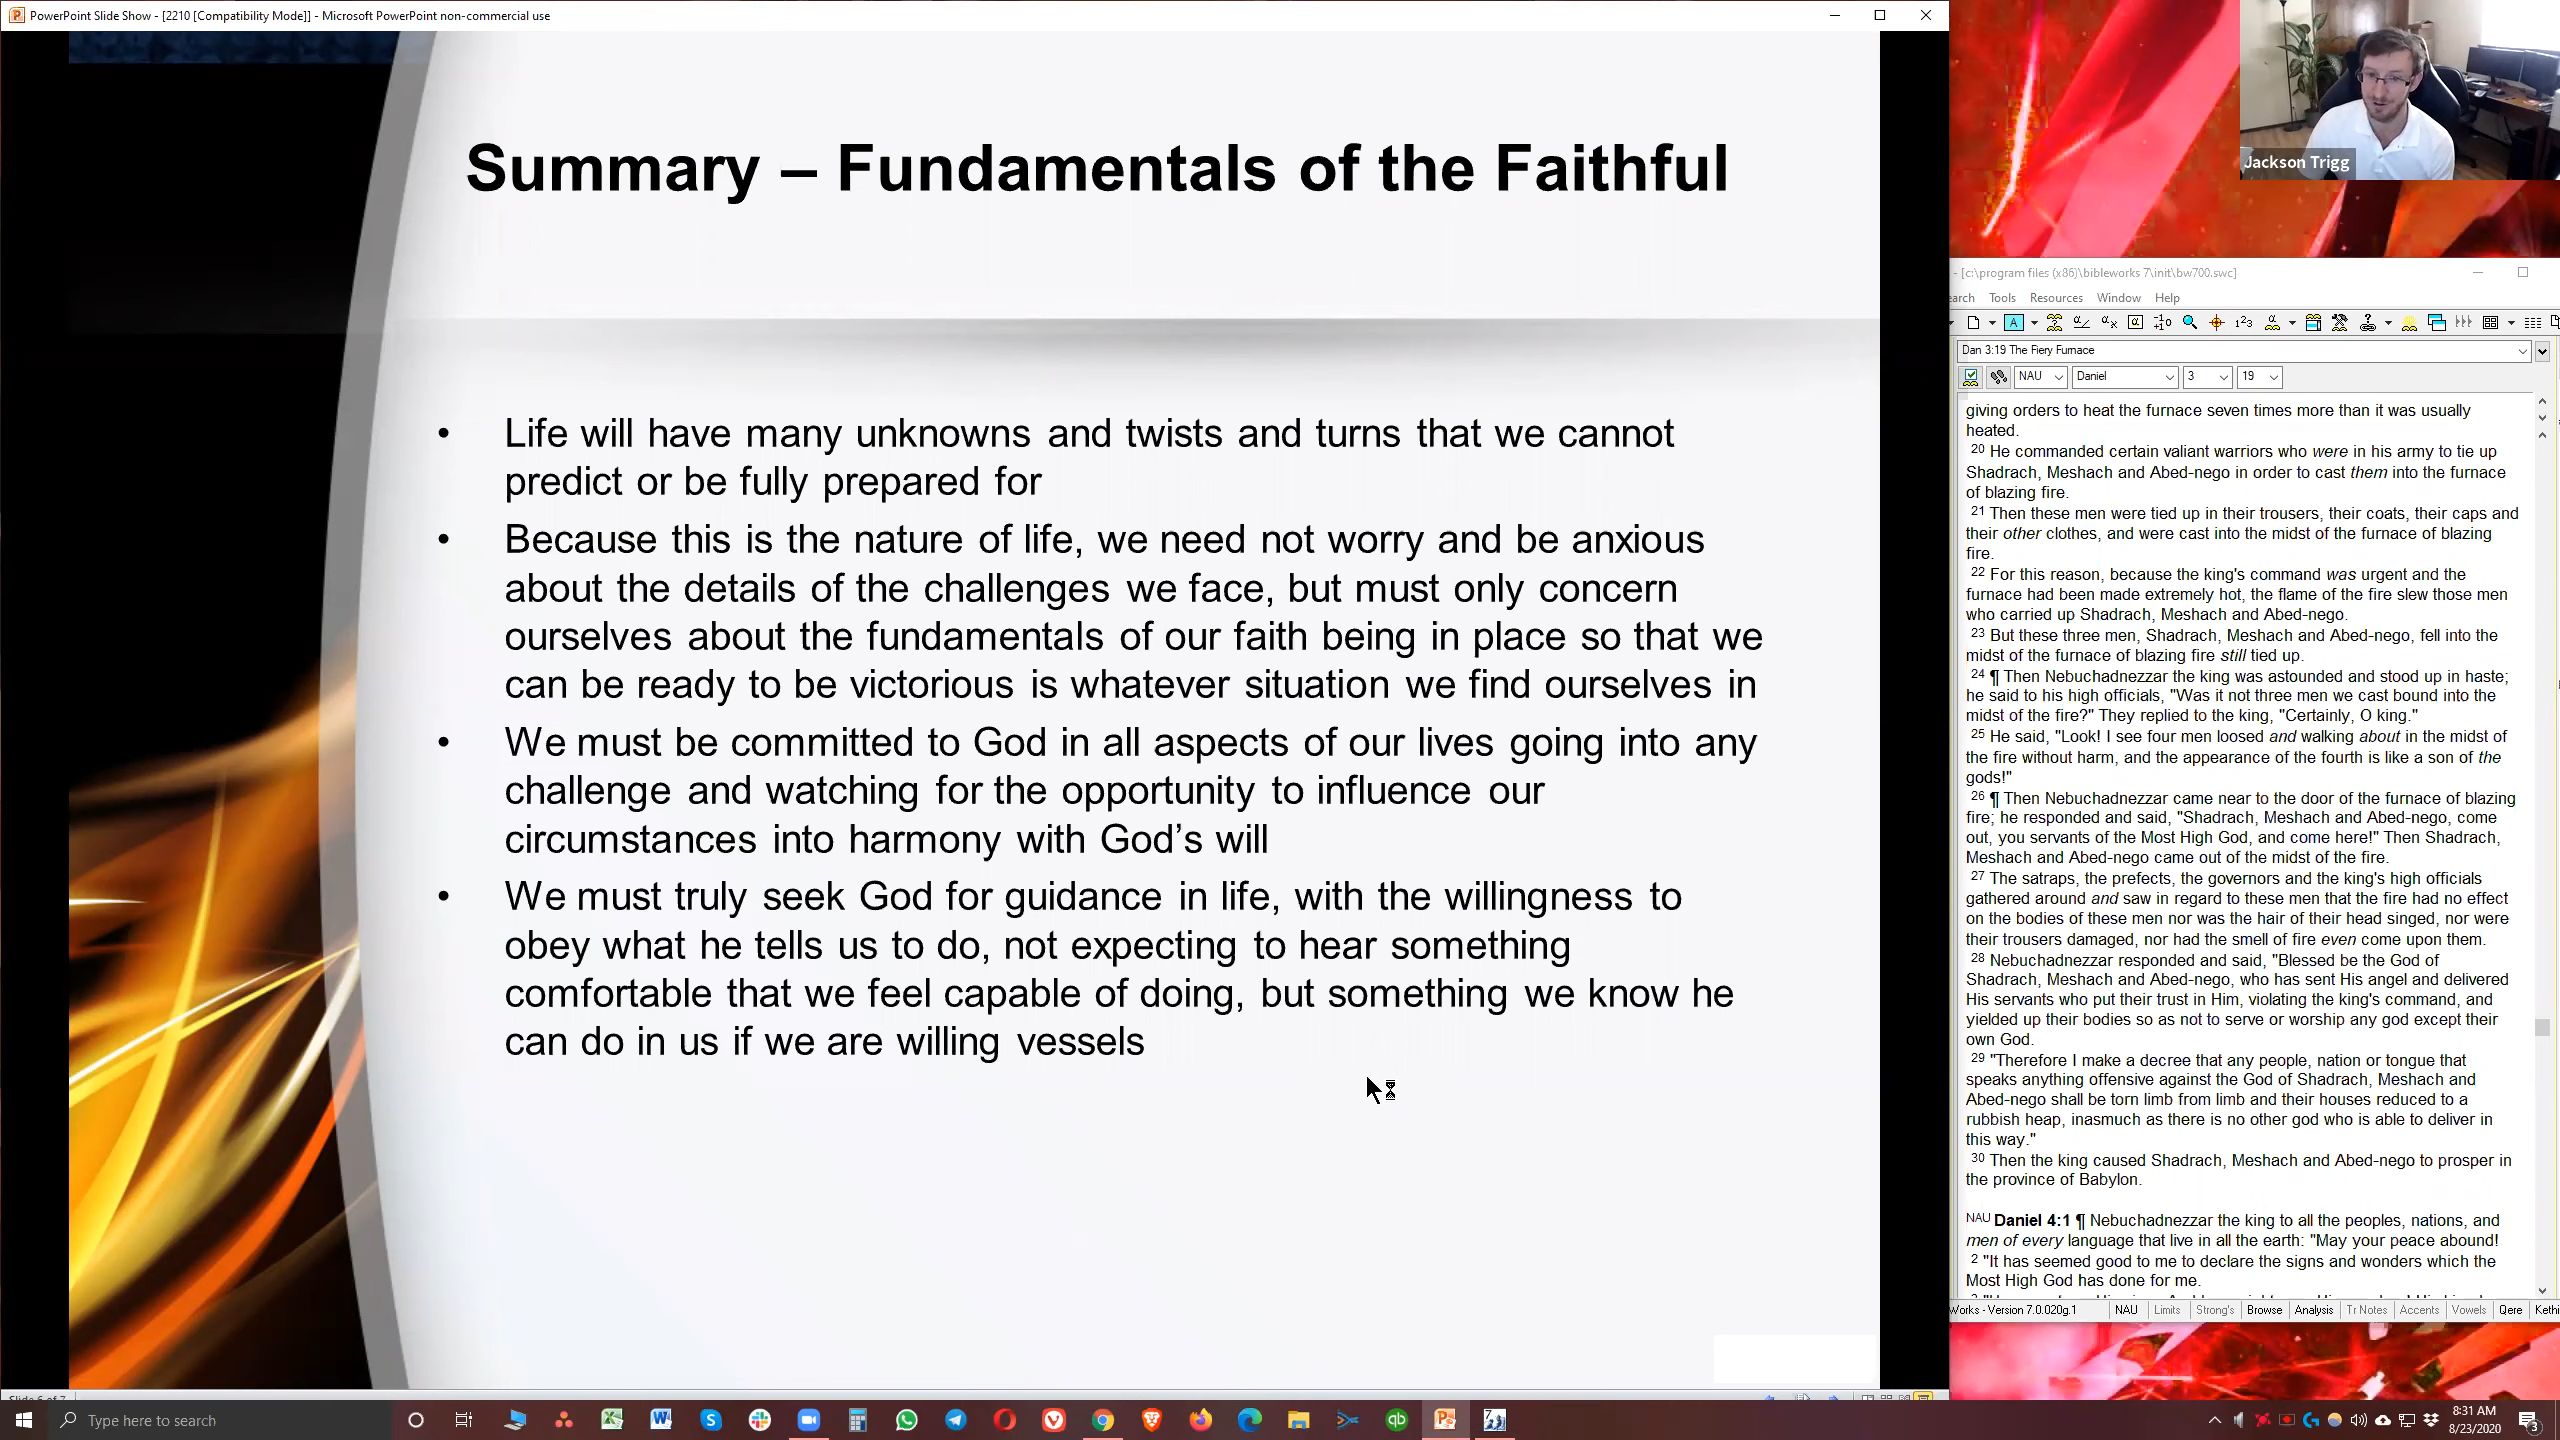 PowerPoint Slide Show - [2210 [Compatibility Mode]] - Microsoft PowerPoint non-commercial use
Summary – Fundamentals of the Faithful
• Life will have many unknowns and twists and turns that we cannot
predict or be fully prepared for
• Because this is the nature of life, we need not worry and be anxious
about the details of the challenges we face, but must only concern
ourselves about the fundamentals of our faith being in place so that we
can be ready to be victorious is whatever situation we find ourselves in
• We must be committed to God in all aspects of our lives going into any
challenge and watching for the opportunity to influence our
circumstances into harmony with God’s will
• We must truly seek God for guidance in life, with the willingness to
obey what he tells us to do, not expecting to hear something
comfortable that we feel capable of doing, but something we know he
can do in us if we are willing vessels
Jackson Trigg
- [c:\program files (x86)\bibleworks 7\init\bw700.swc]
earch Tools Resources Window Help
Dan 3:19 The Fiery Furnace
NAU Daniel 3 19
giving orders to heat the furnace seven times more than it was usually
heated.
20 He commanded certain valiant warriors who were in his army to tie up
Shadrach, Meshach and Abed-nego in order to cast them into the furnace
of blazing fire.
21 Then these men were tied up in their trousers, their coats, their caps and
their other clothes, and were cast into the midst of the furnace of blazing
fire.
22 For this reason, because the king's command was urgent and the
furnace had been made extremely hot, the flame of the fire slew those men
who carried up Shadrach, Meshach and Abed-nego.
23 But these three men, Shadrach, Meshach and Abed-nego, fell into the
midst of the furnace of blazing fire still tied up.
24 ¶ Then Nebuchadnezzar the king was astounded and stood up in haste;
he said to his high officials, "Was it not three men we cast bound into the
midst of the fire?" They replied to the king, "Certainly, O king."
25 He said, "Look! I see four men loosed and walking about in the midst of
the fire without harm, and the appearance of the fourth is like a son of the
gods!"
26 ¶ Then Nebuchadnezzar came near to the door of the furnace of blazing
fire; he responded and said, "Shadrach, Meshach and Abed-nego, come
out, you servants of the Most High God, and come here!" Then Shadrach,
Meshach and Abed-nego came out of the midst of the fire.
27 The satraps, the prefects, the governors and the king's high officials
gathered around and saw in regard to these men that the fire had no effect
on the bodies of these men nor was the hair of their head singed, nor were
their trousers damaged, nor had the smell of fire even come upon them.
28 Nebuchadnezzar responded and said, "Blessed be the God of
Shadrach, Meshach and Abed-nego, who has sent His angel and delivered
His servants who put their trust in Him, violating the king's command, and
yielded up their bodies so as not to serve or worship any god except their
own God.
29 "Therefore I make a decree that any people, nation or tongue that
speaks anything offensive against the God of Shadrach, Meshach and
Abed-nego shall be torn limb from limb and their houses reduced to a
rubbish heap, inasmuch as there is no other god who is able to deliver in
this way."
30 Then the king caused Shadrach, Meshach and Abed-nego to prosper in
the province of Babylon.
NAU Daniel 4:1 ¶ Nebuchadnezzar the king to all the peoples, nations, and
men of every language that live in all the earth: "May your peace abound!
2 "It has seemed good to me to declare the signs and wonders which the
Most High God has done for me.
Works - Version 7.0.020g.1 NAU Limits Strong's Browse Analysis Tr Notes Accents Vowels Qere Kethi
Slide 6 of 7
Type here to search
8:31 AM
8/23/2020
3